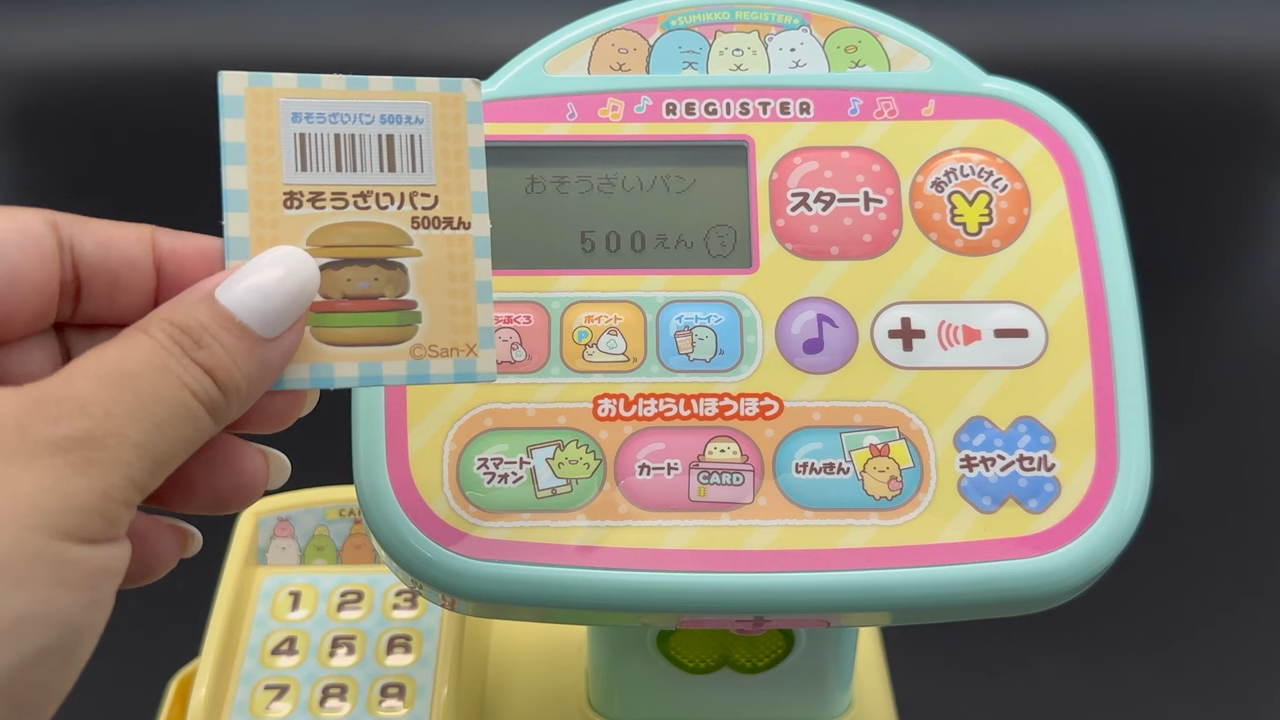 SUMIKKO REGISTER
REGISTER
おそうざいパン 500えん
おそうざいパン
500えん
©San-X
おそうざいパン
500えん
スタート
おかいけい
¥
ポイント
P
イートイン
+
-
おしはらいほうほう
スマート
フォン
カード
CARD
げんきん
キャンセル
1 2 3
4 5 6
7 8 9